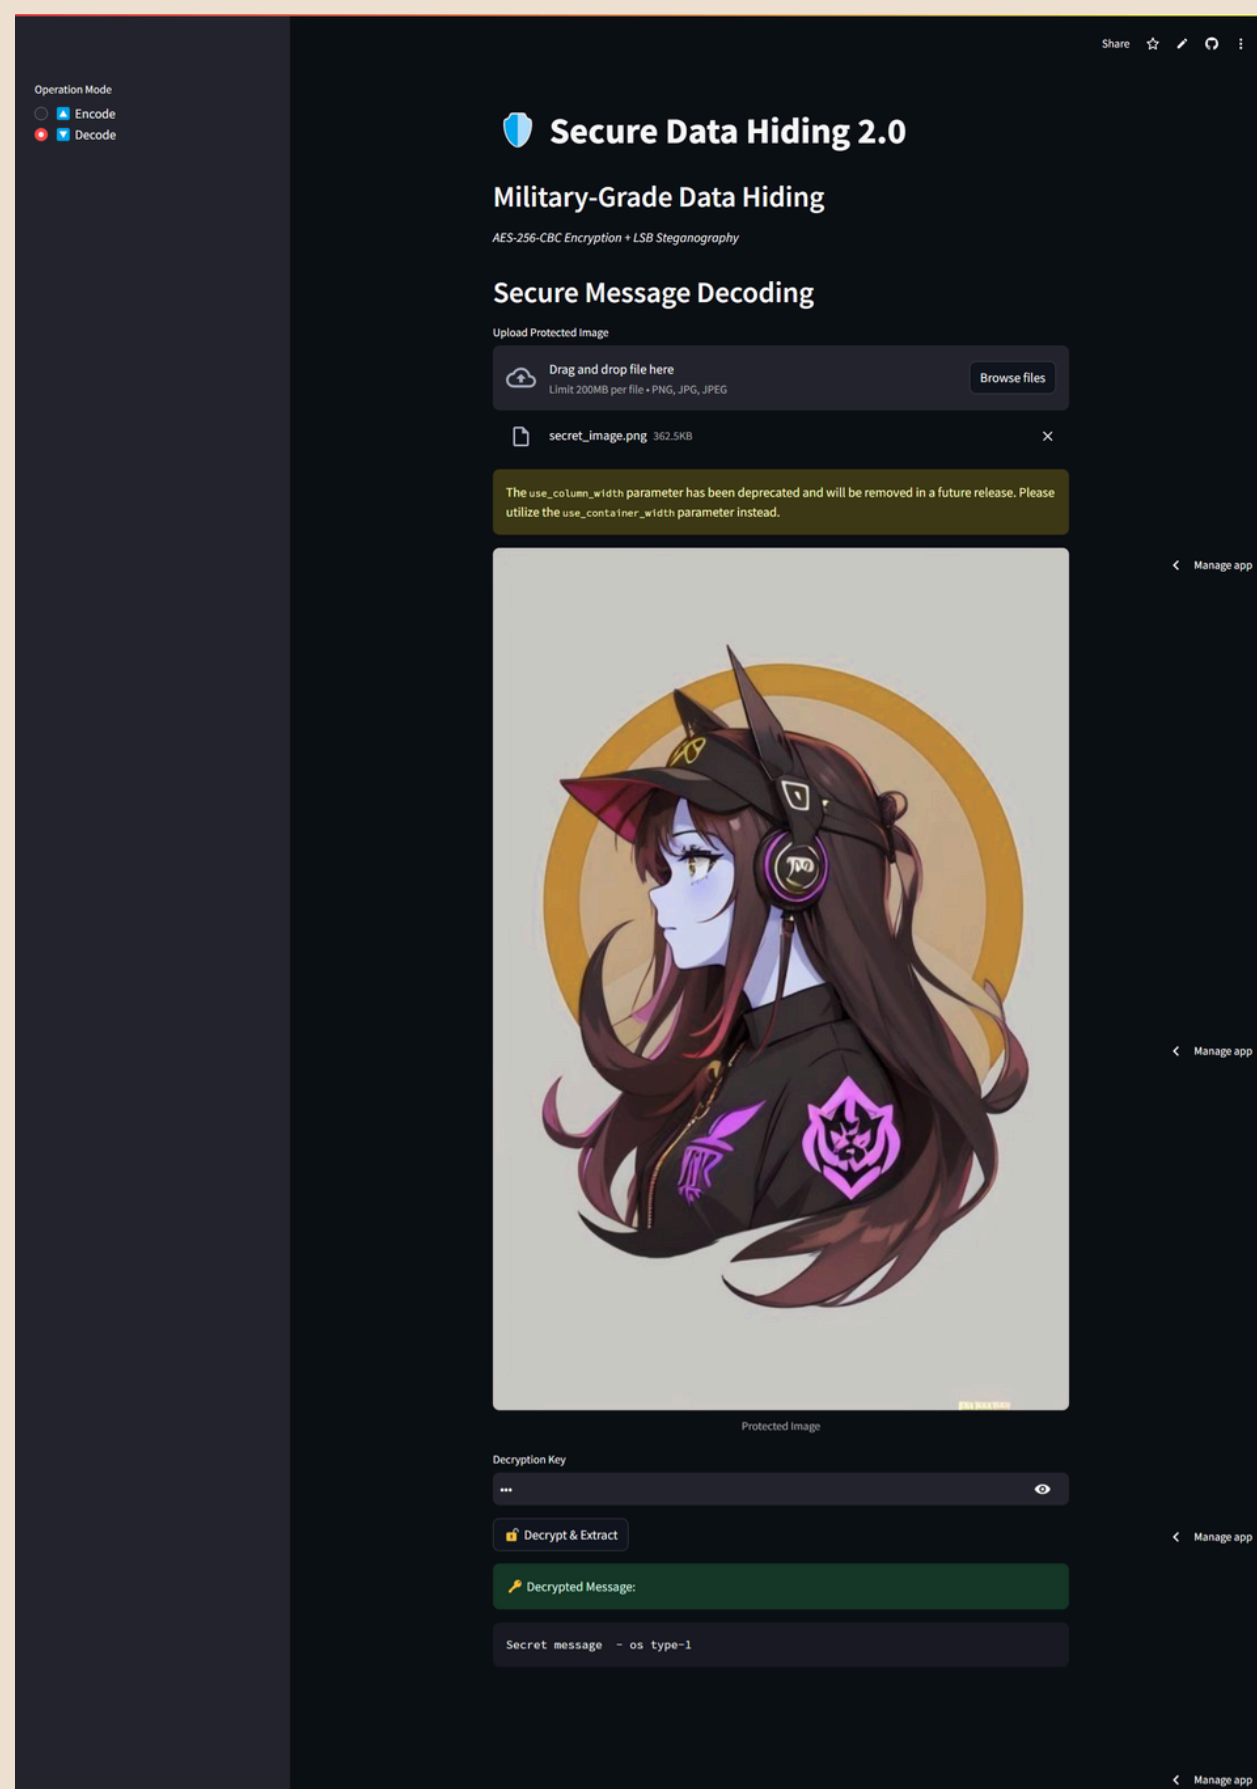 Share
Operation Mode
Encode
Decode
Secure Data Hiding 2.0
Military-Grade Data Hiding
AES-256-CBC Encryption + LSB Steganography
Secure Message Decoding
Upload Protected Image
Drag and drop file here
Limit 200MB per file • PNG, JPG, JPEG
Browse files
secret_image.png 362.5KB
The use_column_width parameter has been deprecated and will be removed in a future release. Please
utilize the use_container_width parameter instead.
Manage app
Manage app
Protected Image
Decryption Key
Decrypt & Extract
Manage app
Decrypted Message:
Secret message  - os type-1
Manage app